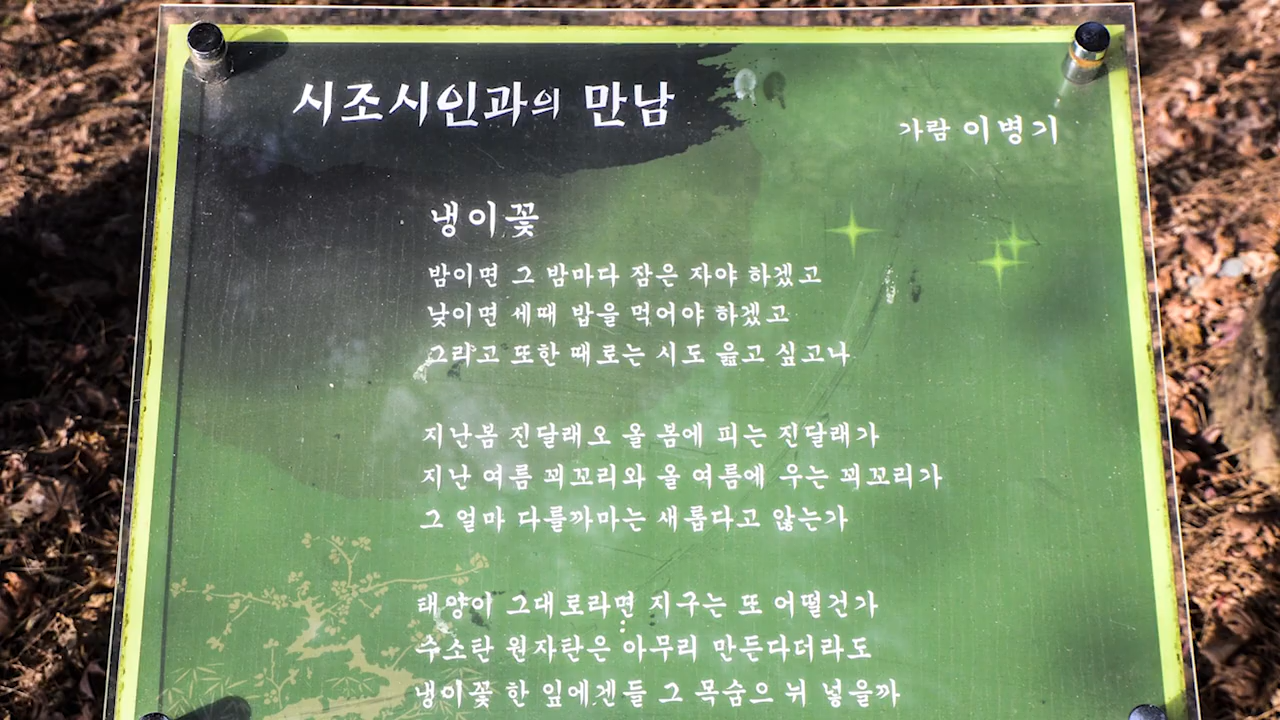 시조시인과의 만남
가람 이병기
냉이꽃
밤이면 그 밤마다 잠은 자야 하겠고
낮이면 세때 밥을 먹어야 하겠고
그리고 또한 때로는 시도 읊고 싶고나
지난봄 진달래오 올 봄에 피는 진달래가
지난 여름 꾀꼬리와 올 여름에 우는 꾀꼬리가
그 얼마 다를까마는 새롭다고 않는가
태양이 그대로라면 지구는 또 어떨건가
수소탄 원자탄은 아무리 만든다더라도
냉이꽃 한 잎에겐들 그 목숨으 뉘 넣을까